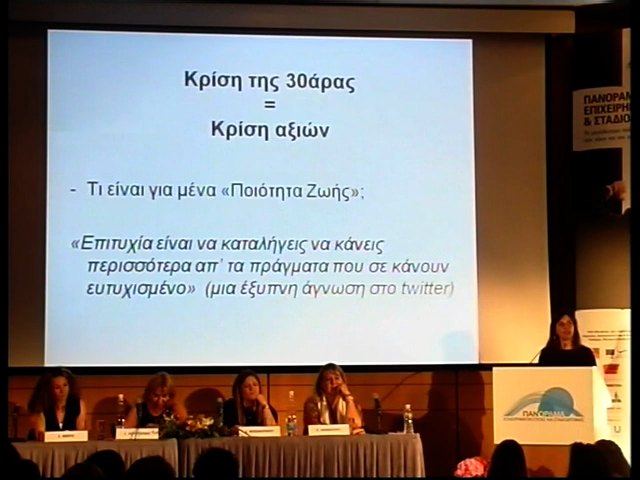 Κρίση της 30άρας
=
Κρίση αξιών
- Τι είναι για μένα «Ποιότητα Ζωής»;
«Επιτυχία είναι να καταλήγεις να κάνεις
περισσότερα απ' τα πράγματα που σε κάνουν
ευτυχισμένο» (μια έξυπνη άγνωση στο twitter)
ΠΑΝΟΡΑΜ
ΕΠΙΧΕΙΡΗ
& ΣΤΑΔΙΟ
ΠΑΝΟΡΑΜΑ